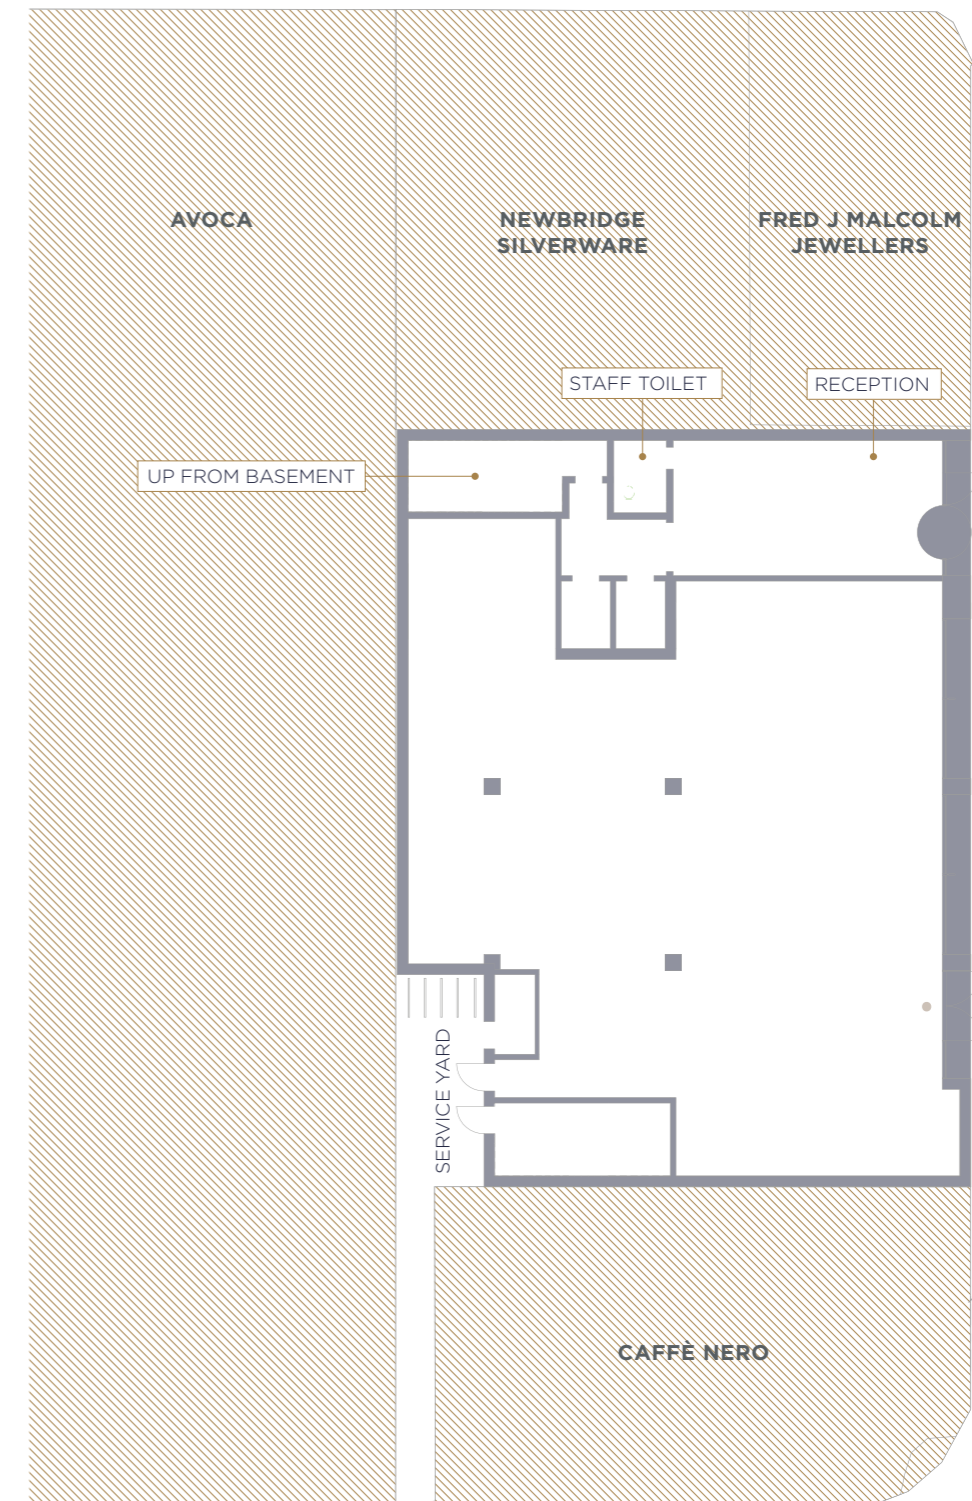 AVOCA
NEWBRIDGE
SILVERWARE
FRED J MALCOLM
JEWELLERS
STAFF TOILET
RECEPTION
UP FROM BASEMENT
SERVICE YARD
CAFFÈ NERO